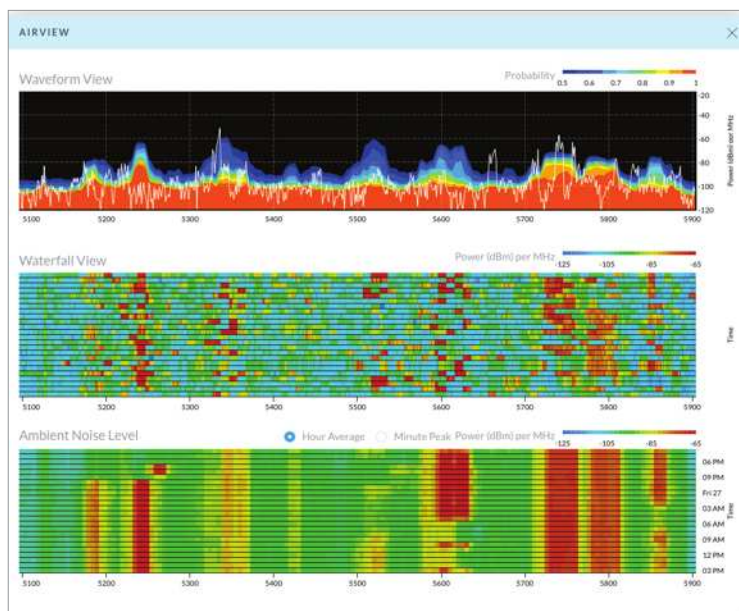 AIRVIEW
Waveform View
Probability
0.5 0.6 0.7 0.8 0.9 1
-20
-40
-60
-80
-100
-120
Power (dBm) per MHz
5100 5200 5300 5400 5500 5600 5700 5800 5900
Waterfall View
Power (dBm) per MHz
-125 -105 -85 -65
Time
5100 5200 5300 5400 5500 5600 5700 5800 5900
Ambient Noise Level
Hour Average Minute Peak Power (dBm) per MHz
-125 -105 -85 -65
06 PM
09 PM
Fri 27
03 AM
06 AM
09 AM
12 PM
02 PM
Time
5100 5200 5300 5400 5500 5600 5700 5800 5900